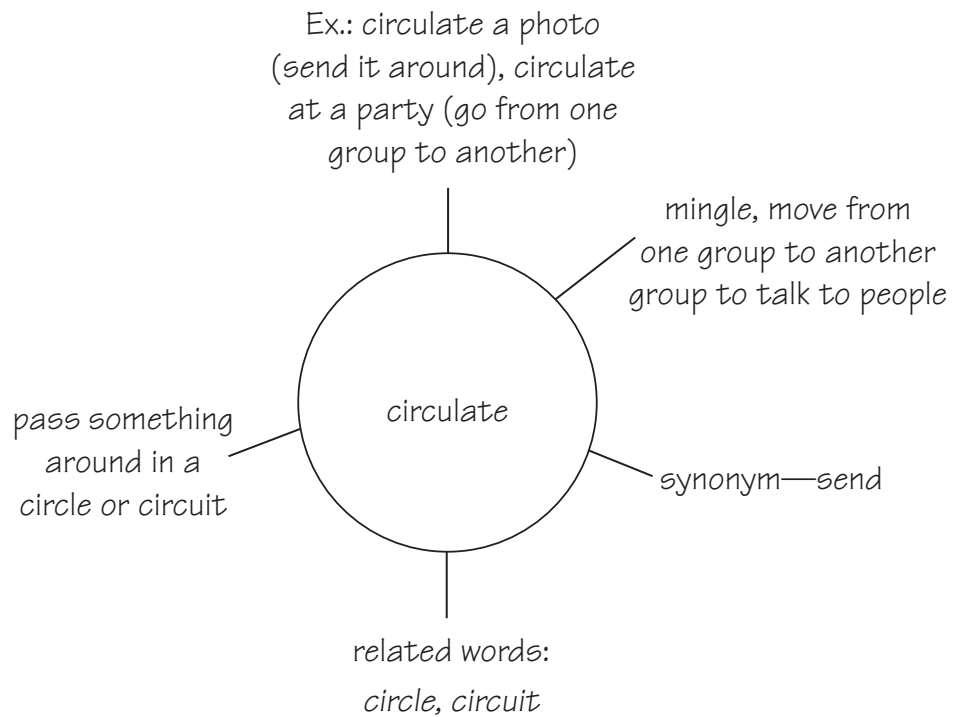 Ex.: circulate a photo
(send it around), circulate
at a party (go from one
group to another)
mingle, move from
one group to another
group to talk to people
circulate
pass something
around in a
circle or circuit
synonym—send
related words:
circle, circuit